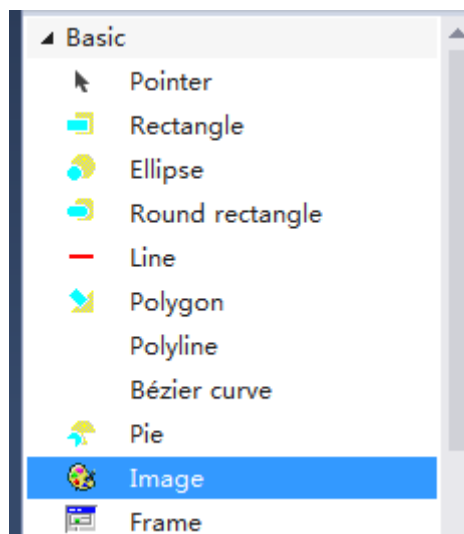 Basic
Pointer
Rectangle
Ellipse
Round rectangle
Line
Polygon
Polyline
Bézier curve
Pie
Image
Frame